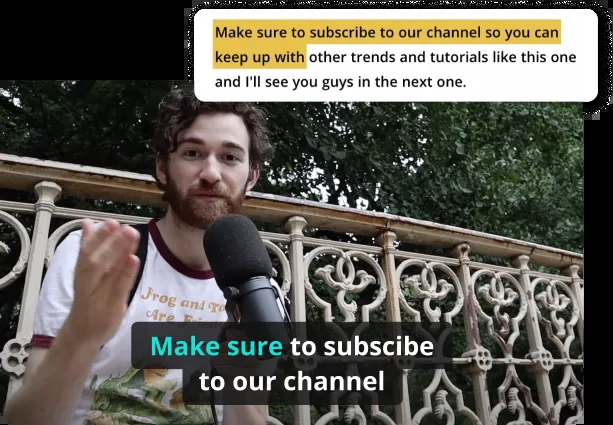 Make sure to subscribe to our channel so you can
keep up with other trends and tutorials like this one
and I'll see you guys in the next one.
Frog and To
Are Fri
Make sure to subscibe
to our channel